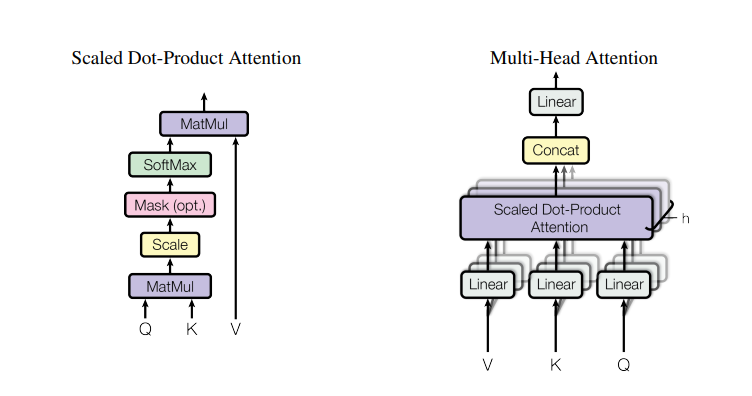 Scaled Dot-Product Attention
MatMul
SoftMax
Mask (opt.)
Scale
MatMul
Q K V
Multi-Head Attention
Linear
Concat
Scaled Dot-Product
Attention
h
Linear Linear Linear
V K Q